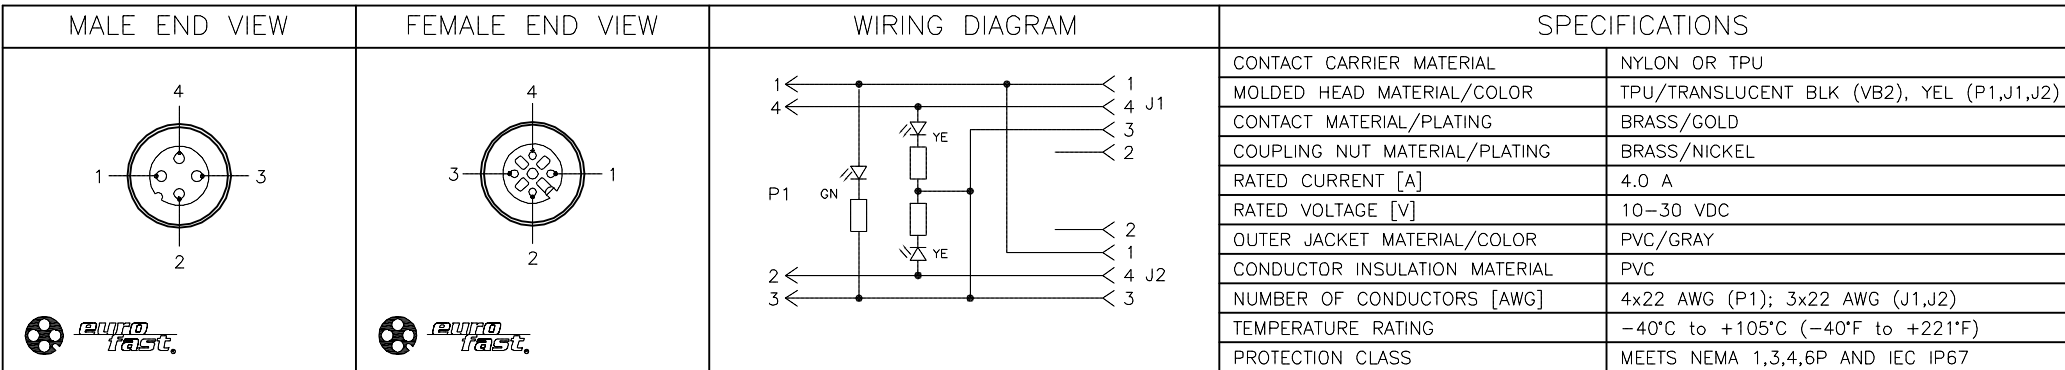 MALE END VIEW
4
1 3
2
euro
fast®
FEMALE END VIEW
4
3 1
2
euro
fast®
WIRING DIAGRAM
1 1
4 4 J1
3
YE
2
P1 GN
2
YE 1
2 4 J2
3 3
SPECIFICATIONS
CONTACT CARRIER MATERIAL NYLON OR TPU
MOLDED HEAD MATERIAL/COLOR TPU/TRANSLUCENT BLK (VB2), YEL (P1,J1,J2)
CONTACT MATERIAL/PLATING BRASS/GOLD
COUPLING NUT MATERIAL/PLATING BRASS/NICKEL
RATED CURRENT [A] 4.0 A
RATED VOLTAGE [V] 10-30 VDC
OUTER JACKET MATERIAL/COLOR PVC/GRAY
CONDUCTOR INSULATION MATERIAL PVC
NUMBER OF CONDUCTORS [AWG] 4x22 AWG (P1); 3x22 AWG (J1,J2)
TEMPERATURE RATING -40°C to +105°C (-40°F to +221°F)
PROTECTION CLASS MEETS NEMA 1,3,4,6P AND IEC IP67